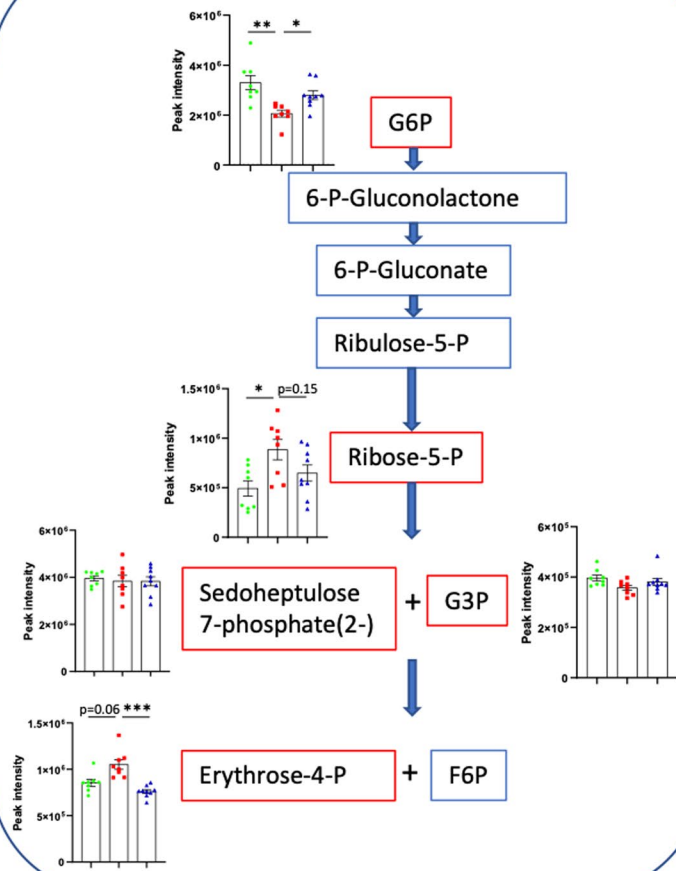 6×10⁶
** *
4×10⁶
2×10⁶
0
Peak intensity
G6P
6-P-Gluconolactone
6-P-Gluconate
Ribulose-5-P
1.5×10⁶
* p=0.15
1×10⁶
5×10⁵
0
Peak intensity
Ribose-5-P
6×10⁶
4×10⁶
2×10⁶
0
Peak intensity
Sedoheptulose
7-phosphate(2-)
+ G3P
6×10⁵
4×10⁵
2×10⁵
0
Peak intensity
p=0.06 ***
1.5×10⁶
1×10⁶
5×10⁵
0
Peak intensity
Erythrose-4-P + F6P